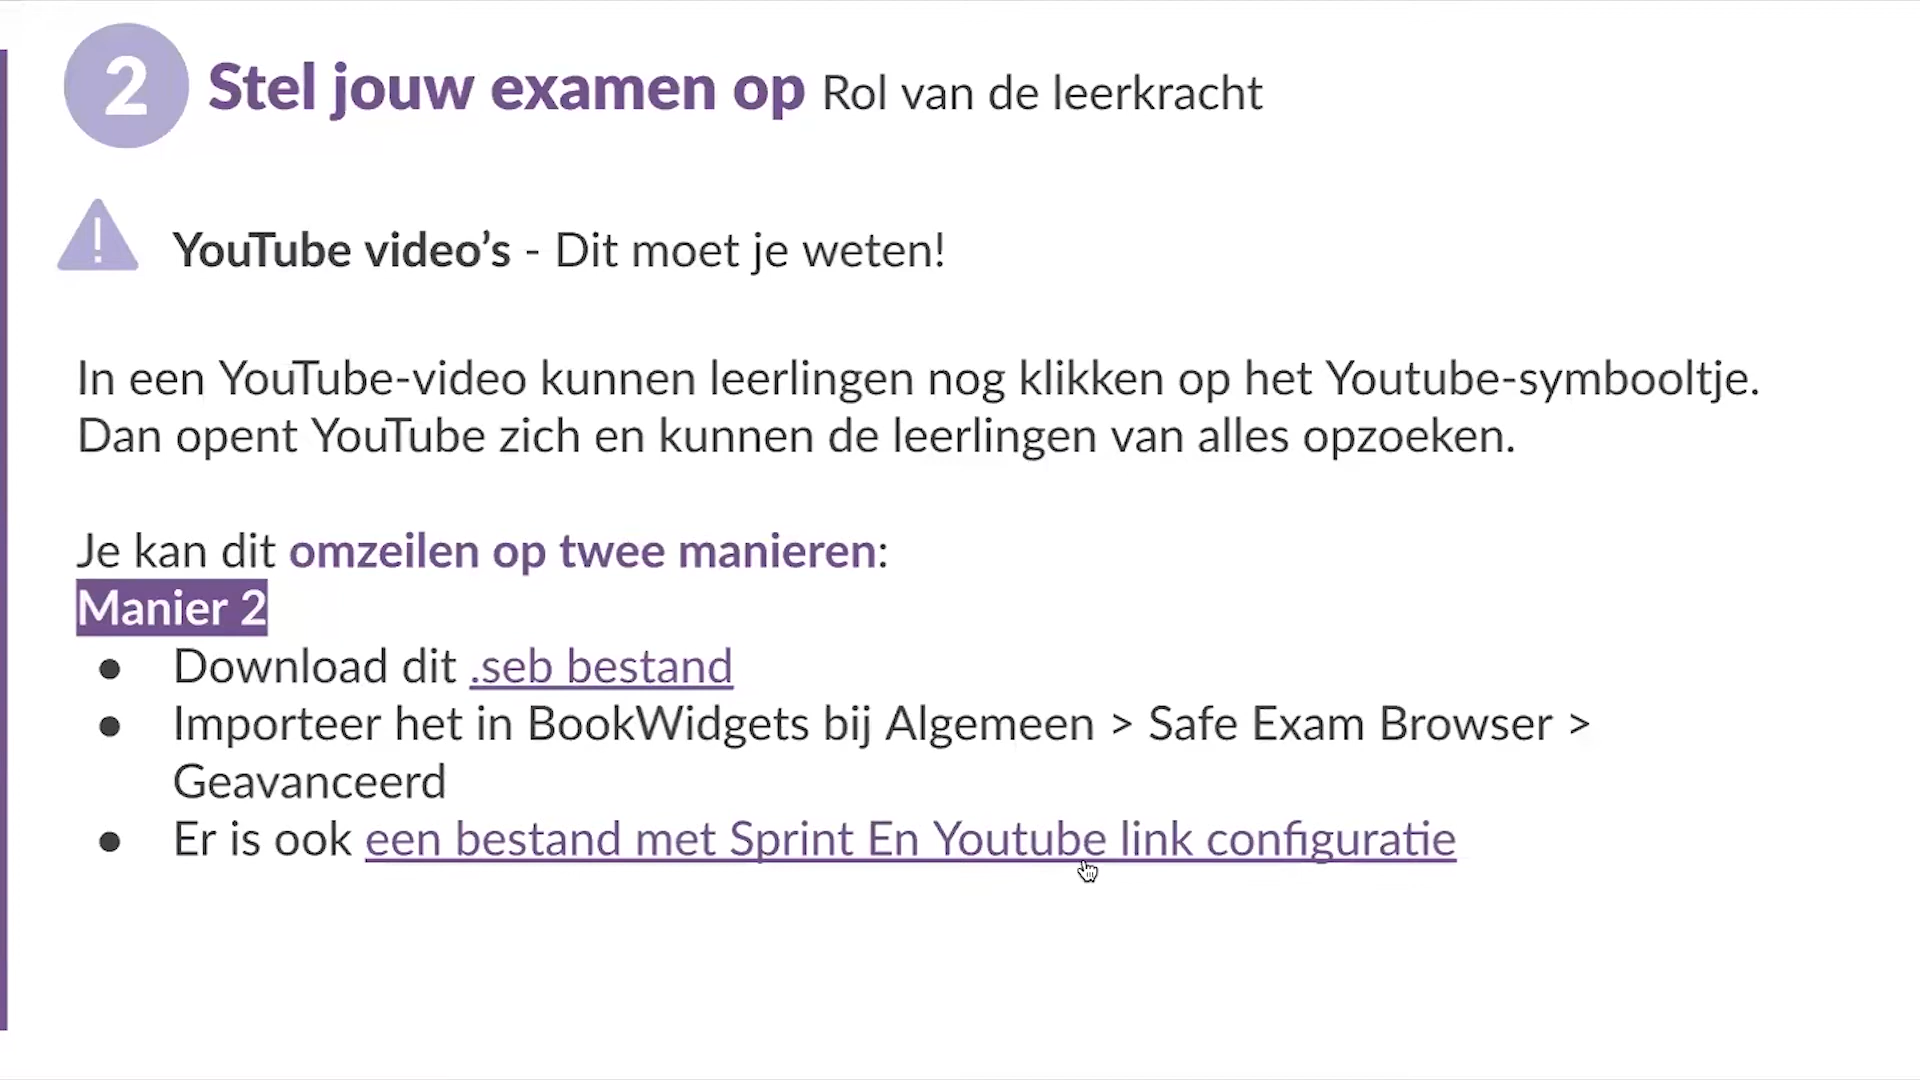 2 Stel jouw examen op Rol van de leerkracht
! YouTube video’s - Dit moet je weten!
In een YouTube-video kunnen leerlingen nog klikken op het Youtube-symbooltje.
Dan opent YouTube zich en kunnen de leerlingen van alles opzoeken.
Je kan dit omzeilen op twee manieren:
Manier 2
● Download dit .seb bestand
● Importeer het in BookWidgets bij Algemeen > Safe Exam Browser >
Geavanceerd
● Er is ook een bestand met Sprint En Youtube link configuratie